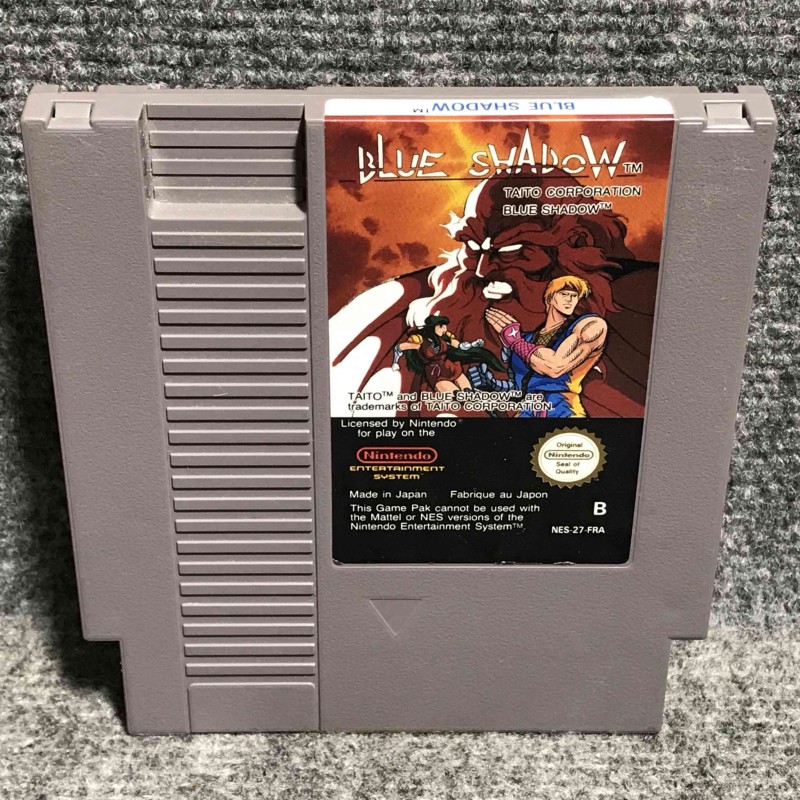 BLUE SHADOW™
BLUE SHADOW™
TAITO CORPORATION
BLUE SHADOW™
TAITO™ and BLUE SHADOW™ are
trademarks of TAITO CORPORATION.
Licensed by Nintendo®
for play on the
Nintendo
ENTERTAINMENT
SYSTEM™
Original
Nintendo
Seal of
Quality
Made in Japan Fabrique au Japon
This Game Pak cannot be used with
the Mattel or NES versions of the
Nintendo Entertainment System™.
B
NES-27-FRA